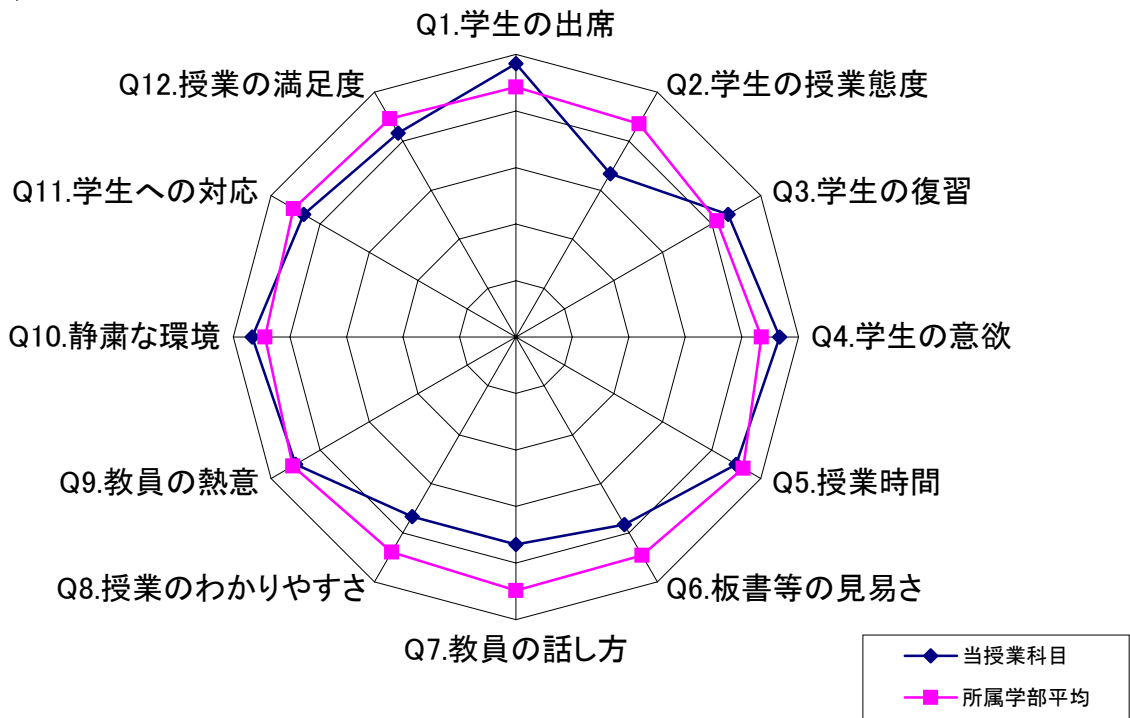 Q1.学生の出席
Q2.学生の授業態度
Q3.学生の復習
Q4.学生の意欲
Q5.授業時間
Q6.板書等の見易さ
Q7.教員の話し方
Q8.授業のわかりやすさ
Q9.教員の熱意
Q10.静粛な環境
Q11.学生への対応
Q12.授業の満足度
当授業科目
所属学部平均